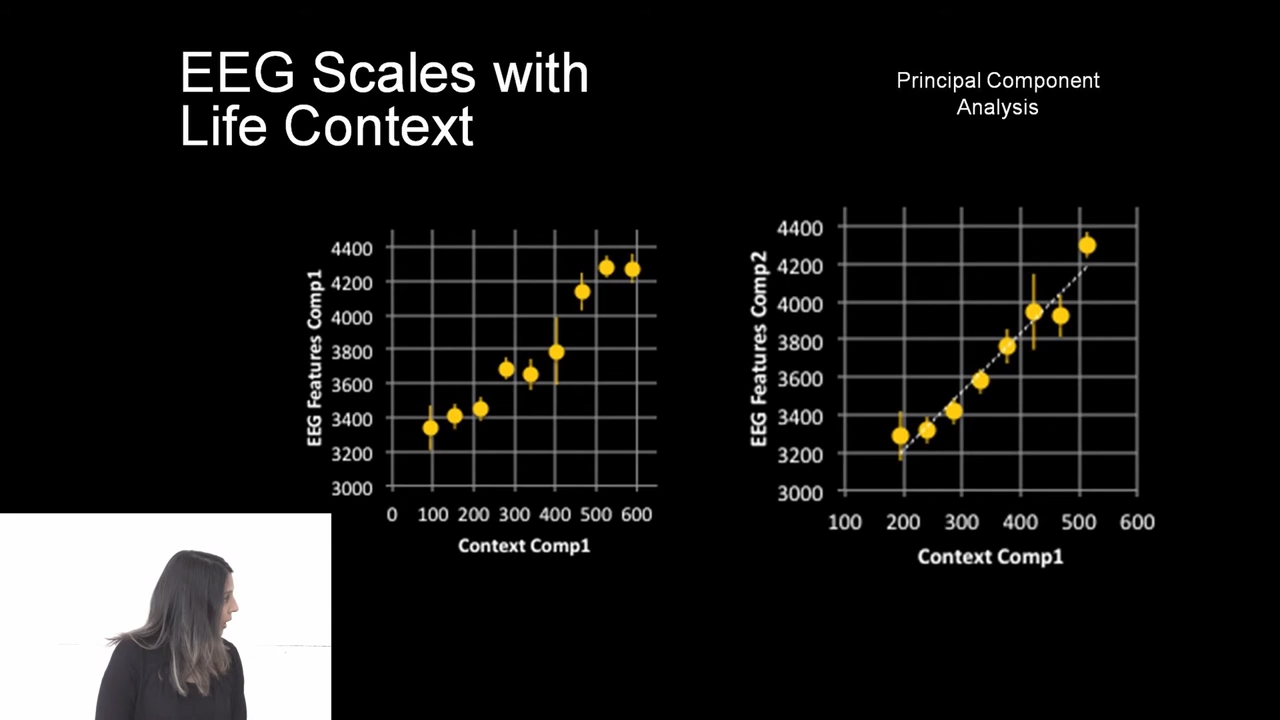 EEG Scales with
Life Context
Principal Component
Analysis
EEG Features Comp1
4400
4200
4000
3800
3600
3400
3200
3000
0 100 200 300 400 500 600
Context Comp1
EEG Features Comp2
4400
4200
4000
3800
3600
3400
3200
3000
100 200 300 400 500 600
Context Comp1